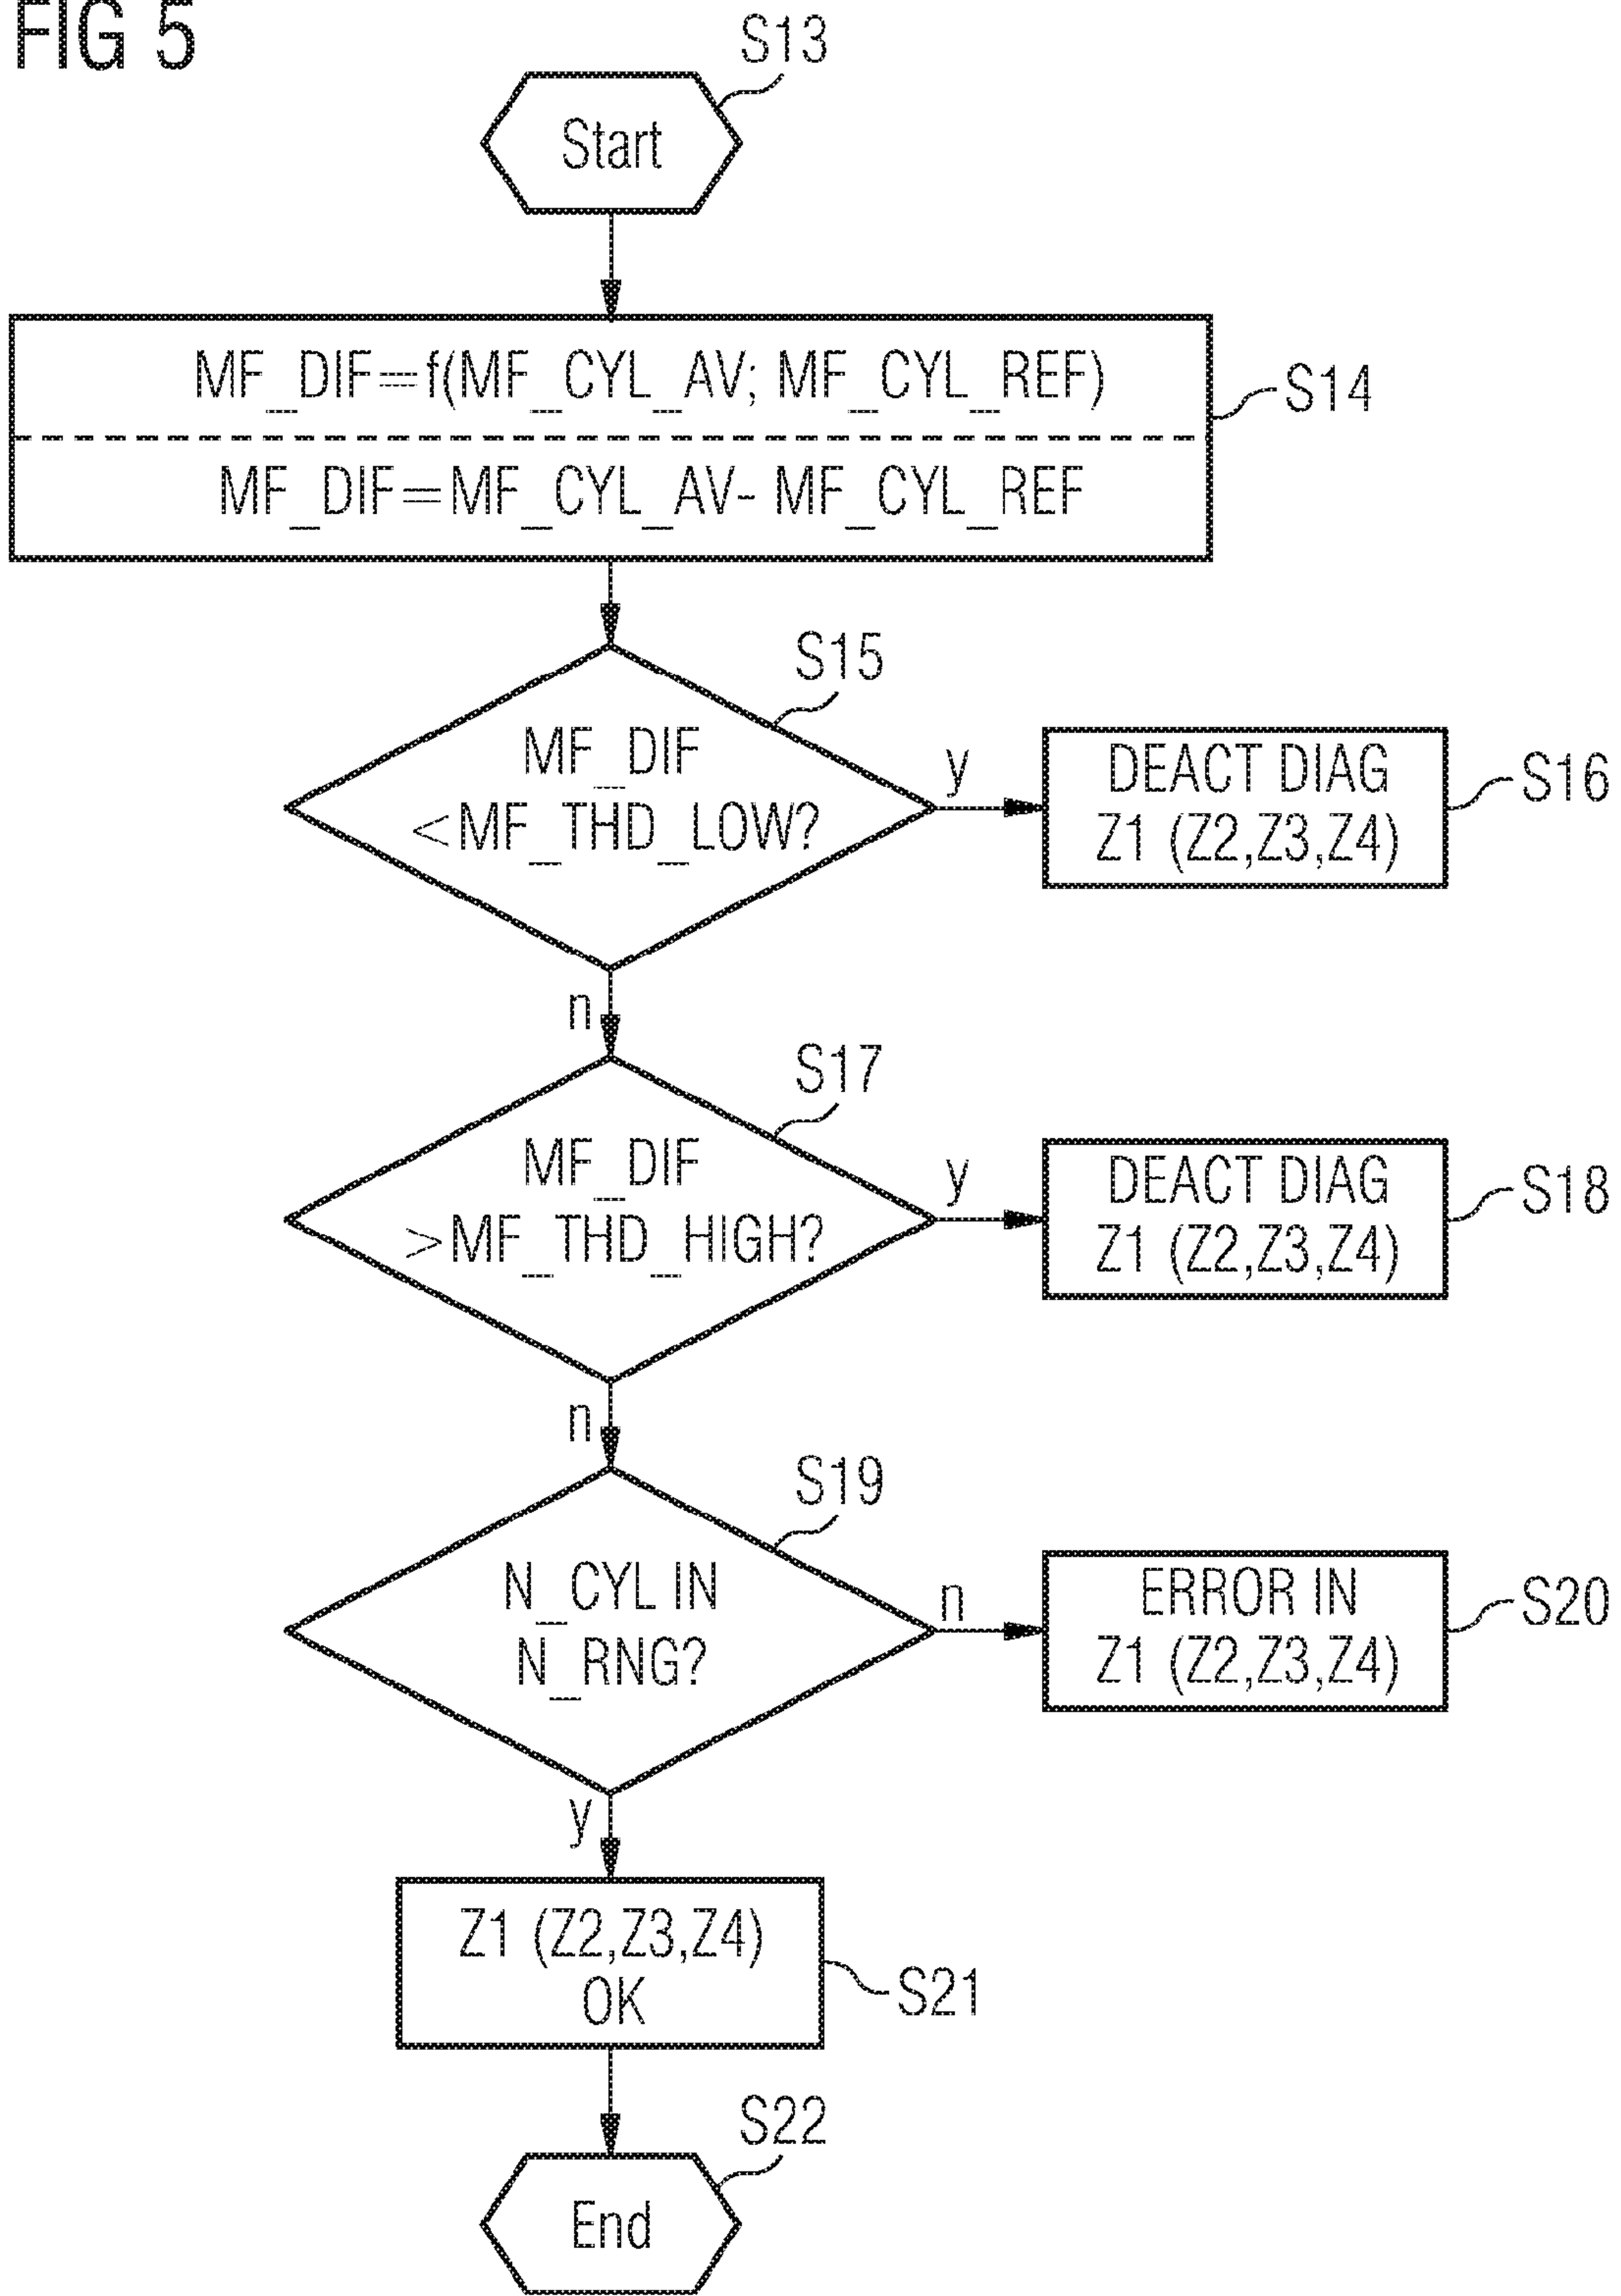 FIG 5
S13
Start
MF_DIF=f(MF_CYL_AV; MF_CYL_REF)
S14
MF_DIF=MF_CYL_AV- MF_CYL_REF
S15
MF_DIF
<MF_THD_LOW?
y
DEACT DIAG
Z1 (Z2,Z3,Z4)
S16
n
S17
MF_DIF
>MF_THD_HIGH?
y
DEACT DIAG
Z1 (Z2,Z3,Z4)
S18
n
S19
N_CYL IN
N_RNG?
n
ERROR IN
Z1 (Z2,Z3,Z4)
S20
y
Z1 (Z2,Z3,Z4)
OK
S21
S22
End